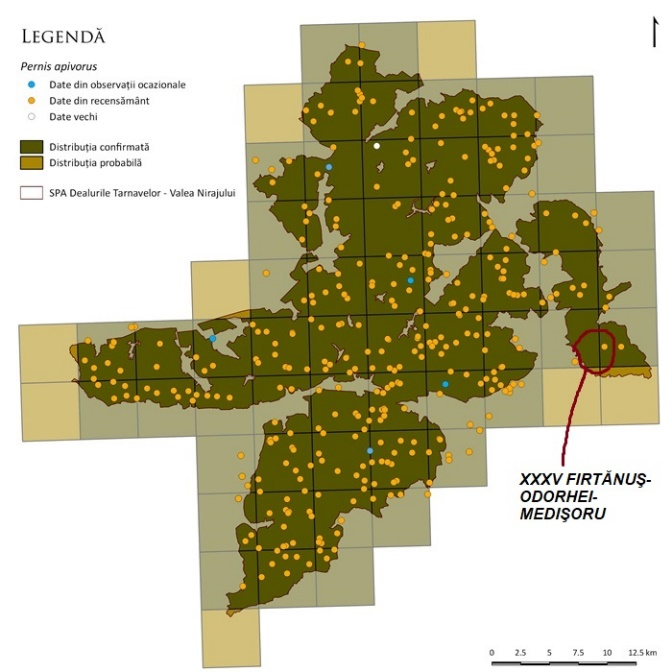 LEGENDĂ
Pernis apivorus
Date din observații ocazionale
Date din recensământ
Date vechi
Distribuția confirmată
Distribuția probabilă
SPA Dealurile Tarnavelor - Valea Nirajului
XXXV FIRTĂNUŞ-
ODORHEI-
MEDIŞORU
0 2.5 5 7.5 10 12.5 km